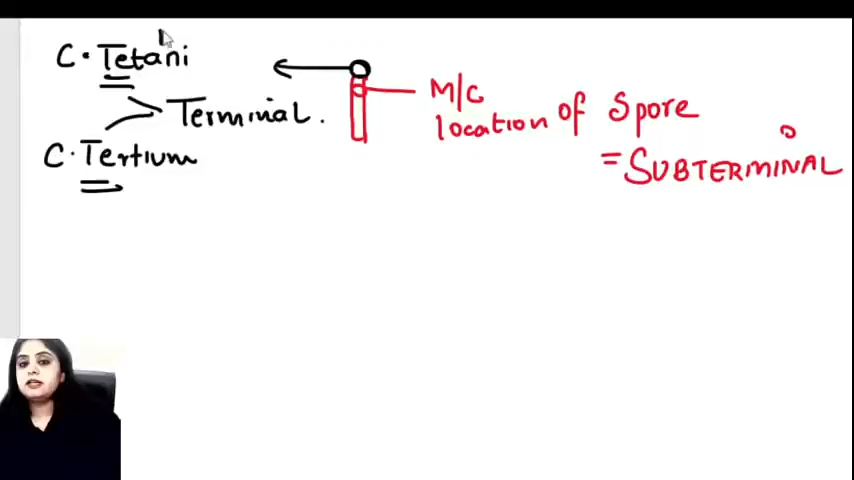 C. Tetani
Terminal.
C. Tertium
M/C
location of Spore
= SUBTERMINAL